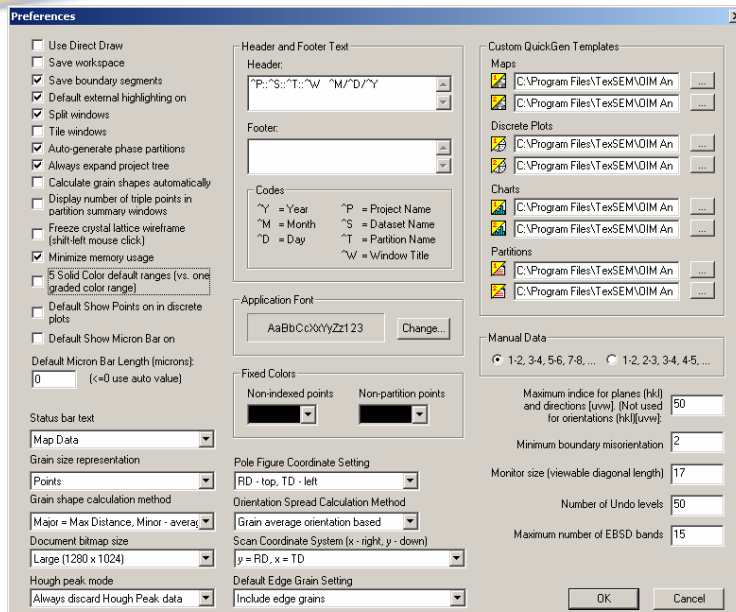 Preferences
Use Direct Draw
Save workspace
Save boundary segments
Default external highlighting on
Split windows
Tile windows
Auto-generate phase partitions
Always expand project tree
Calculate grain shapes automatically
Display number of triple points in
partition summary windows
Freeze crystal lattice wireframe
(shift-left mouse click)
Minimize memory usage
5 Solid Color default ranges (vs. one
graded color range)
Default Show Points on in discrete
plots
Default Show Micron Bar on
Default Micron Bar Length (microns):
0 (<=0 use auto value)
Status bar text
Map Data
Grain size representation
Points
Grain shape calculation method
Major = Max Distance, Minor - averag
Document bitmap size
Large (1280 x 1024)
Hough peak mode
Always discard Hough Peak data
Header and Footer Text
Header:
^P::^S::^T::^W ^M/^D/^Y
Footer:
Codes
^Y = Year ^P = Project Name
^M = Month ^S = Dataset Name
^D = Day ^T = Partition Name
^W = Window Title
Application Font
AaBbCcXxYyZz123 Change...
Fixed Colors
Non-indexed points Non-partition points
Pole Figure Coordinate Setting
RD - top, TD - left
Orientation Spread Calculation Method
Grain average orientation based
Scan Coordinate System (x - right, y - down)
y = RD, x = TD
Default Edge Grain Setting
Include edge grains
Custom QuickGen Templates
Maps
C:\Program Files\TexSEM\OIM An ...
C:\Program Files\TexSEM\OIM An ...
Discrete Plots
C:\Program Files\TexSEM\OIM An ...
C:\Program Files\TexSEM\OIM An ...
Charts
C:\Program Files\TexSEM\OIM An ...
C:\Program Files\TexSEM\OIM An ...
Partitions
C:\Program Files\TexSEM\OIM An ...
C:\Program Files\TexSEM\OIM An ...
Manual Data
1-2, 3-4, 5-6, 7-8, ... 1-2, 2-3, 3-4, 4-5, ...
Maximum indice for planes (hkl)
and directions [uvw]. (Not used 50
for orientations (hkl)[uvw]:
Minimum boundary misorientation 2
Monitor size (viewable diagonal length) 17
Number of Undo levels 50
Maximum number of EBSD bands 15
OK Cancel